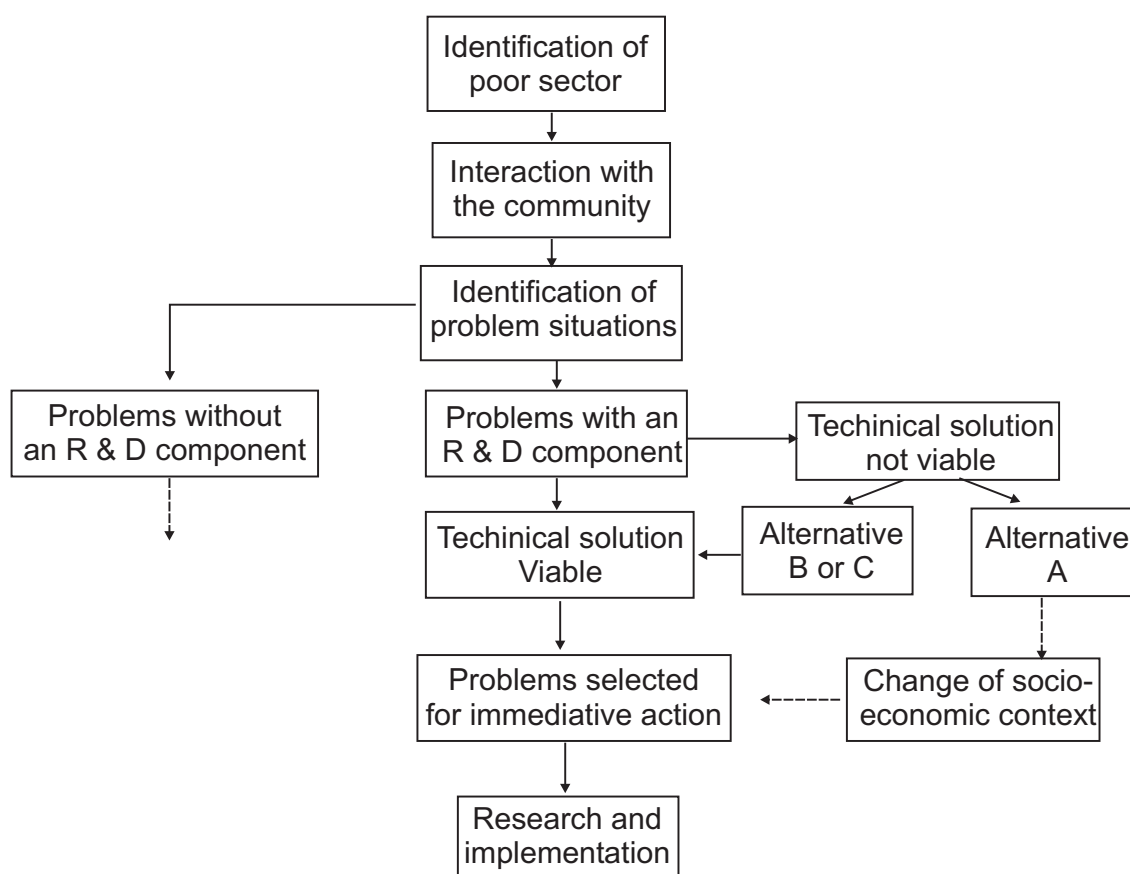 Identification of
poor sector
Interaction with
the community
Identification of
problem situations
Problems without
an R & D component
Problems with an
R & D component
Techinical solution
not viable
Techinical solution
Viable
Alternative
B or C
Alternative
A
Problems selected
for immediative action
Change of socio-
economic context
Research and
implementation